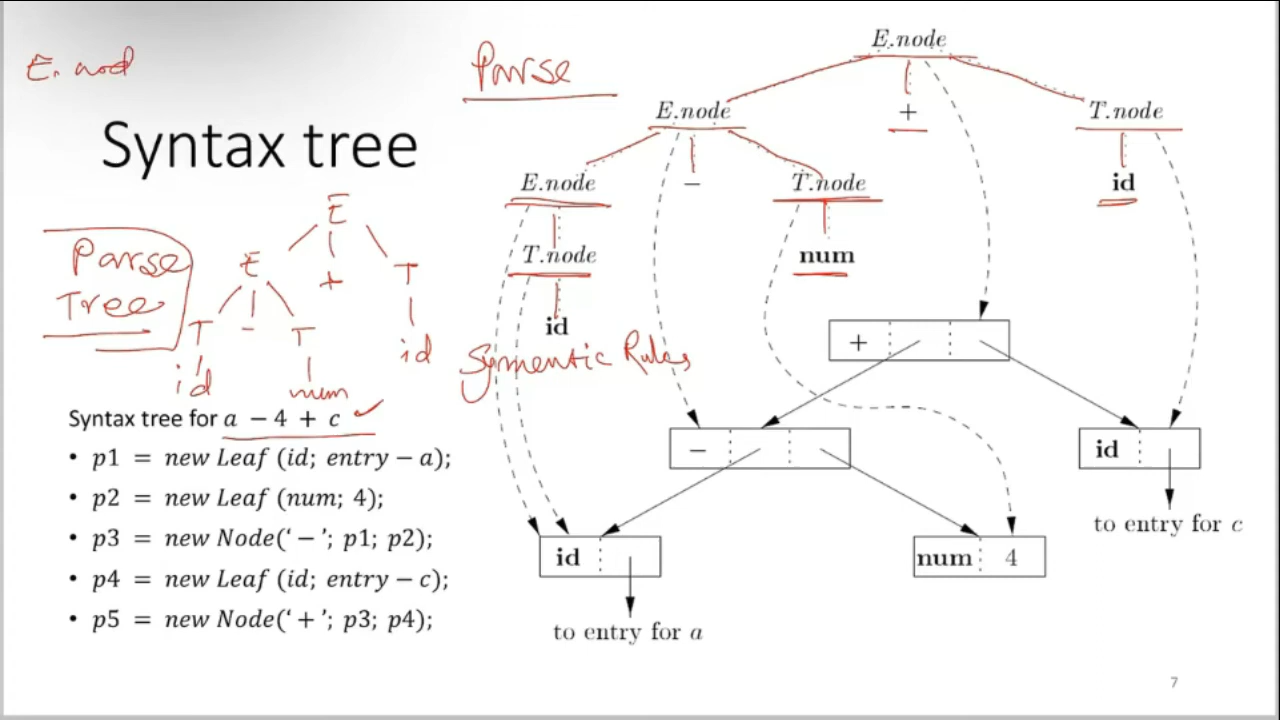 E. nod
Syntax tree
Parse
Parse
Tree
E
E + T
T - T id
id num
Symentic Rules
Syntax tree for a − 4 + c
• p1 = new Leaf (id; entry − a);
• p2 = new Leaf (num; 4);
• p3 = new Node(‘ − ’; p1; p2);
• p4 = new Leaf (id; entry − c);
• p5 = new Node(‘ + ’; p3; p4);
E.node
E.node + T.node
E.node − T.node id
T.node num
id
+
− id
to entry for c
id num 4
to entry for a
7